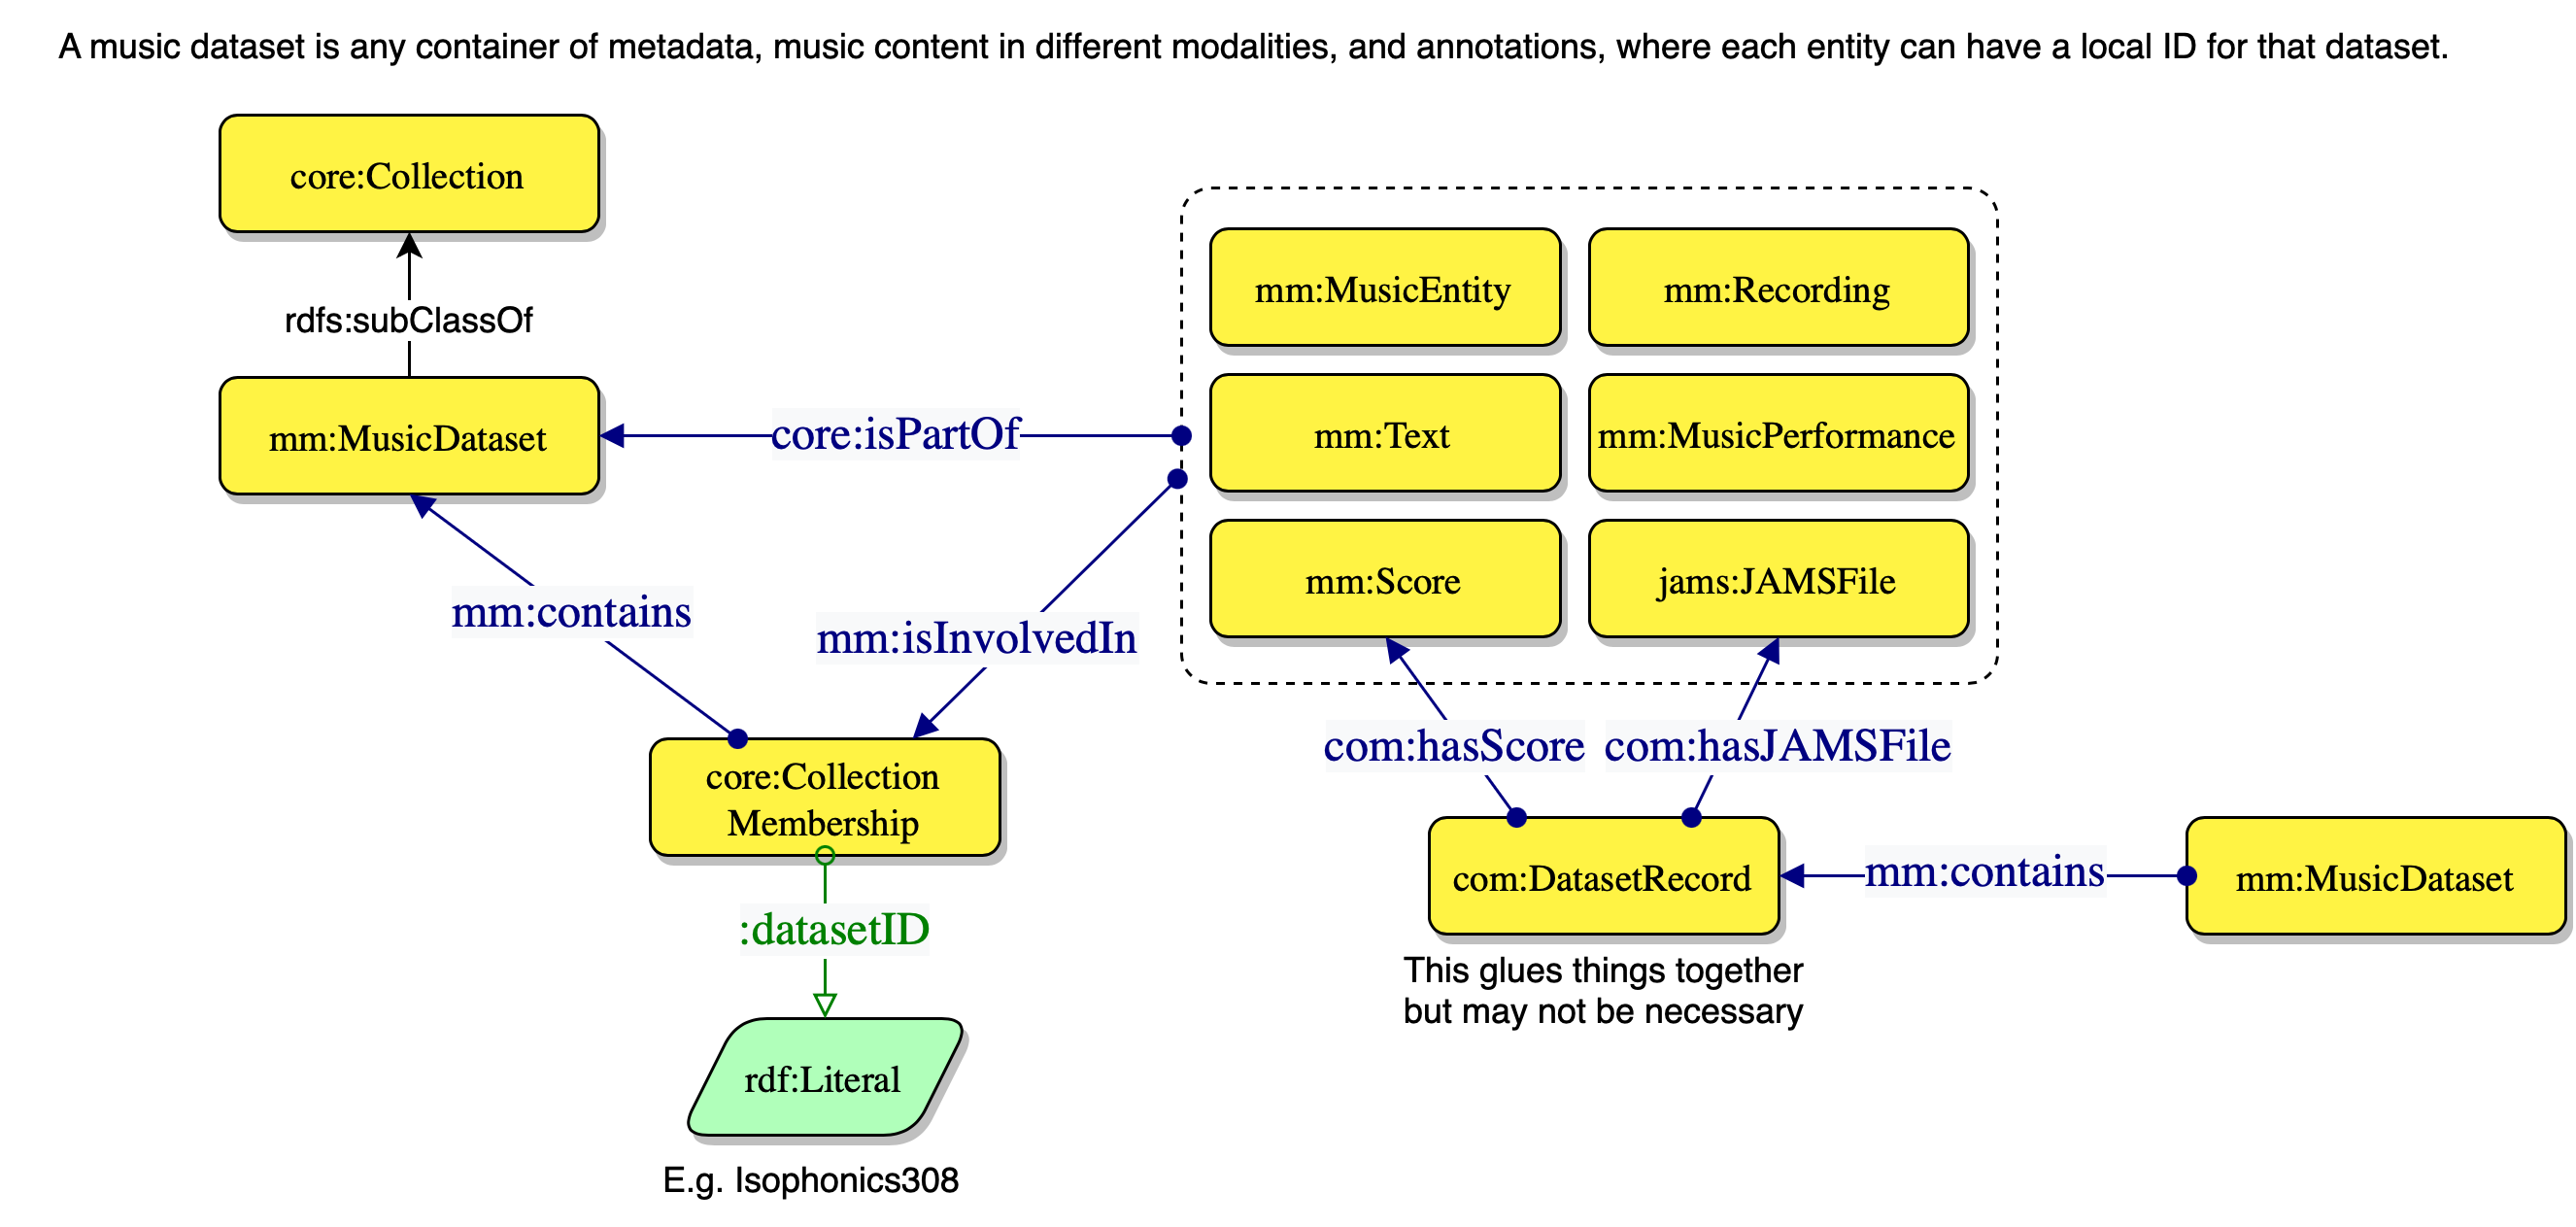 A music dataset is any container of metadata, music content in different modalities, and annotations, where each entity can have a local ID for that dataset.
core:Collection
rdfs:subClassOf
mm:MusicDataset
core:isPartOf
mm:MusicEntity
mm:Recording
mm:Text
mm:MusicPerformance
mm:Score
jams:JAMSFile
mm:contains
mm:isInvolvedIn
core:Collection
Membership
:datasetID
rdf:Literal
E.g. Isophonics308
com:hasScore
com:hasJAMSFile
com:DatasetRecord
mm:contains
mm:MusicDataset
This glues things together
but may not be necessary